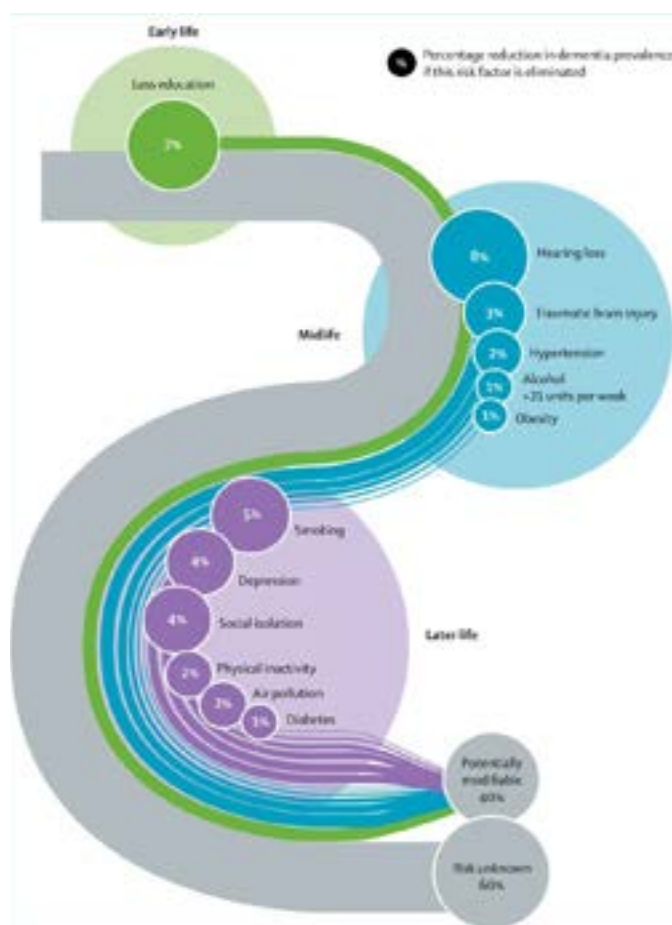 Early life
%
Percentage reduction in dementia prevalence
if this risk factor is eliminated
Less education
7%
8%
Hearing loss
3%
Traumatic brain injury
Midlife
2%
Hypertension
1%
Alcohol
>21 units per week
1%
Obesity
5%
Smoking
4%
Depression
4%
Social isolation
Later life
2%
Physical inactivity
Air pollution
1%
Diabetes
Potentially
modifiable
40%
Risk unknown
60%